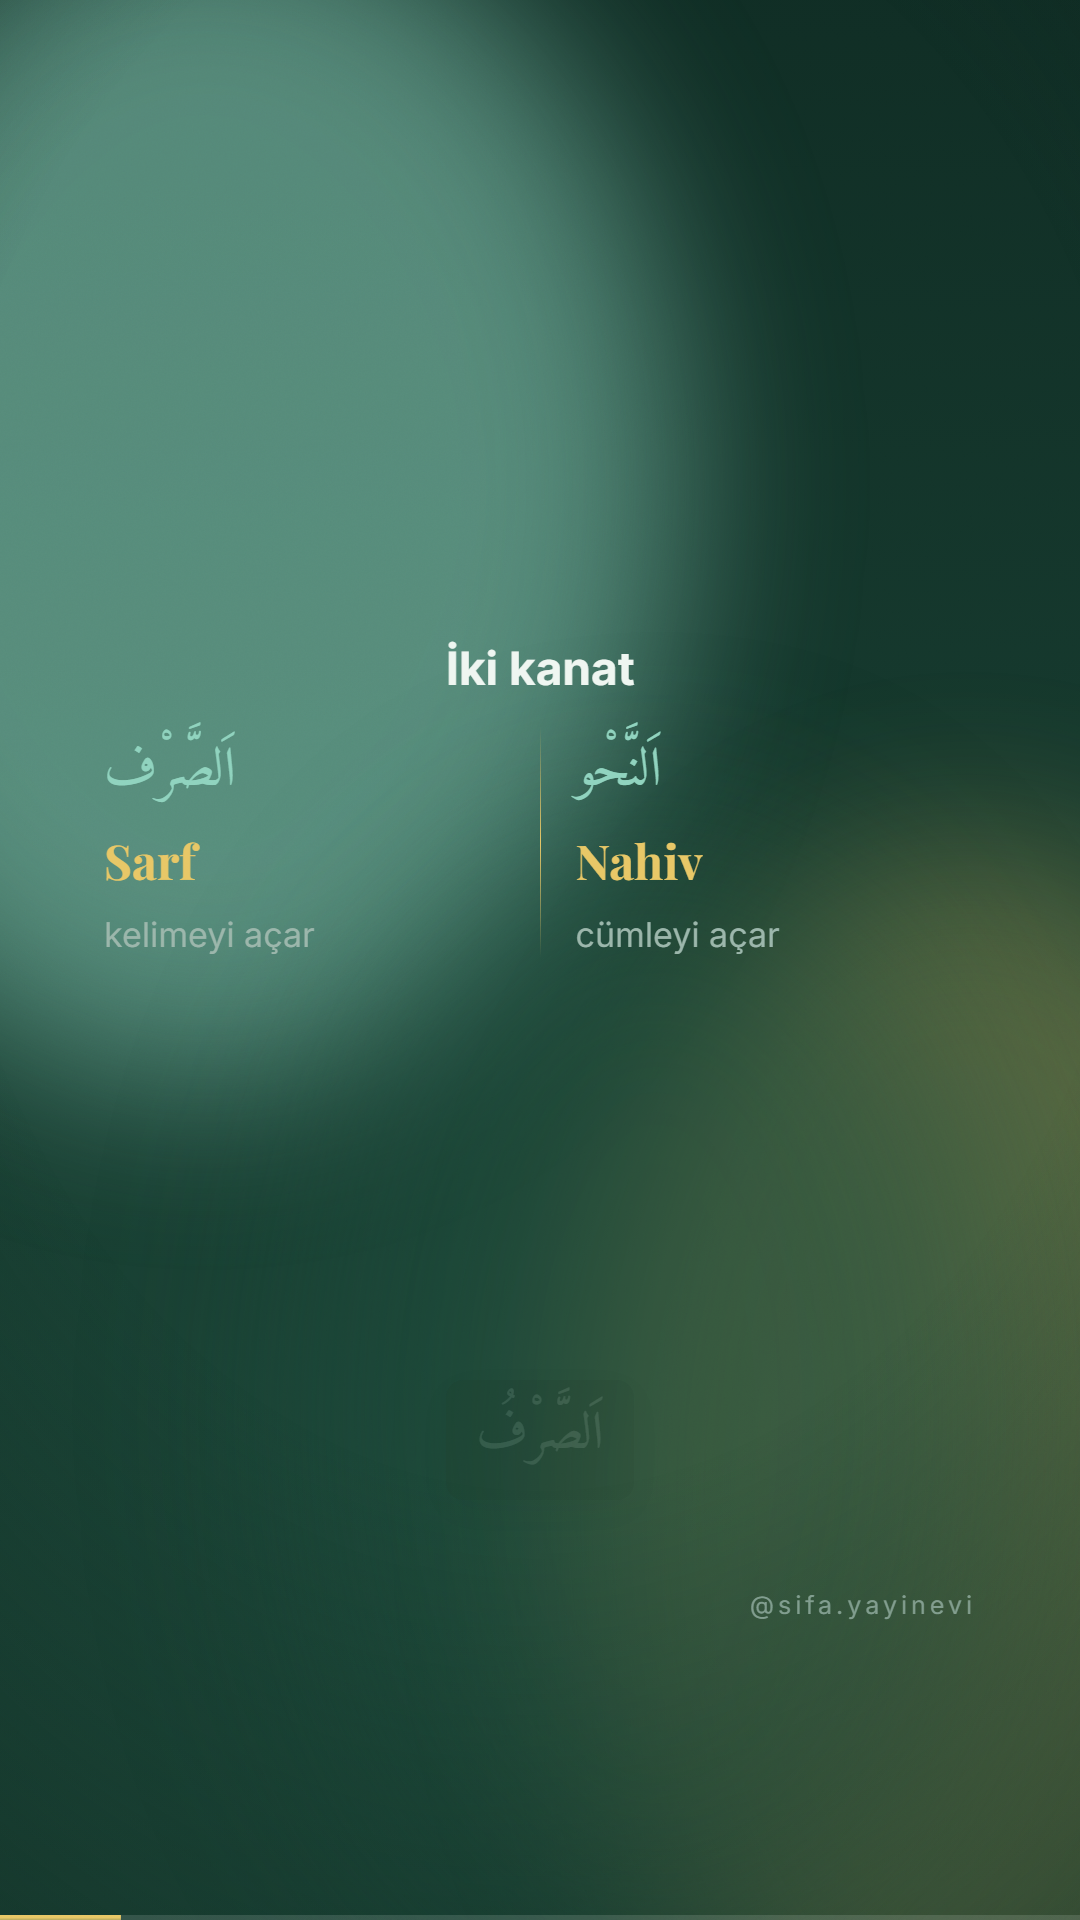 İki kanat
اَلصَّرْف
Sarf
kelimeyi açar
اَلنَّحْو
Nahiv
cümleyi açar
اَلصَّرْفُ
@sifa.yayinevi